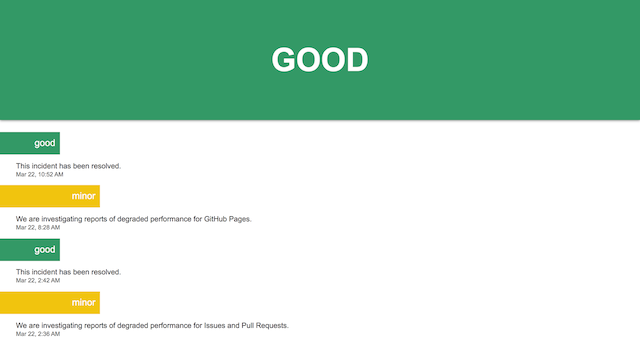 GOOD
good
This incident has been resolved.
Mar 22, 10:52 AM
minor
We are investigating reports of degraded performance for GitHub Pages.
Mar 22, 8:28 AM
good
This incident has been resolved.
Mar 22, 2:42 AM
minor
We are investigating reports of degraded performance for Issues and Pull Requests.
Mar 22, 2:36 AM